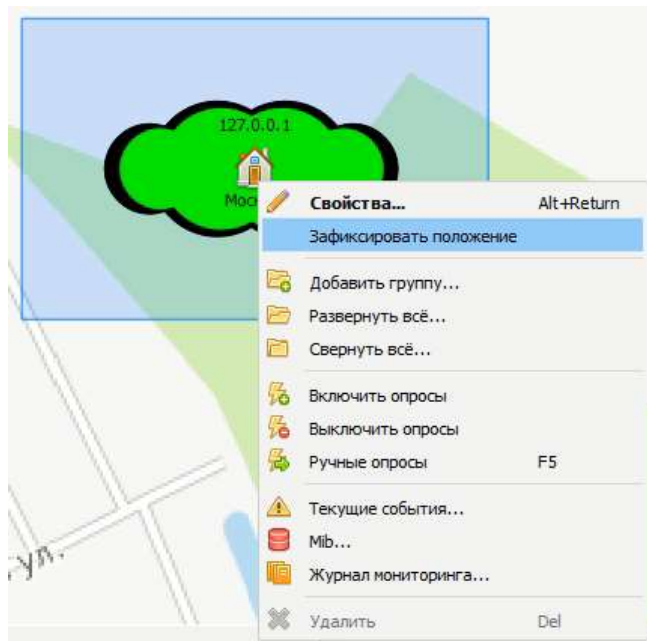 127.0.0.1
Свойства... Alt+Return
Зафиксировать положение
Добавить группу...
Развернуть всё...
Свернуть всё...
Включить опросы
Выключить опросы
Ручные опросы F5
Текущие события...
Mib...
Журнал мониторинга...
Удалить Del
ул.